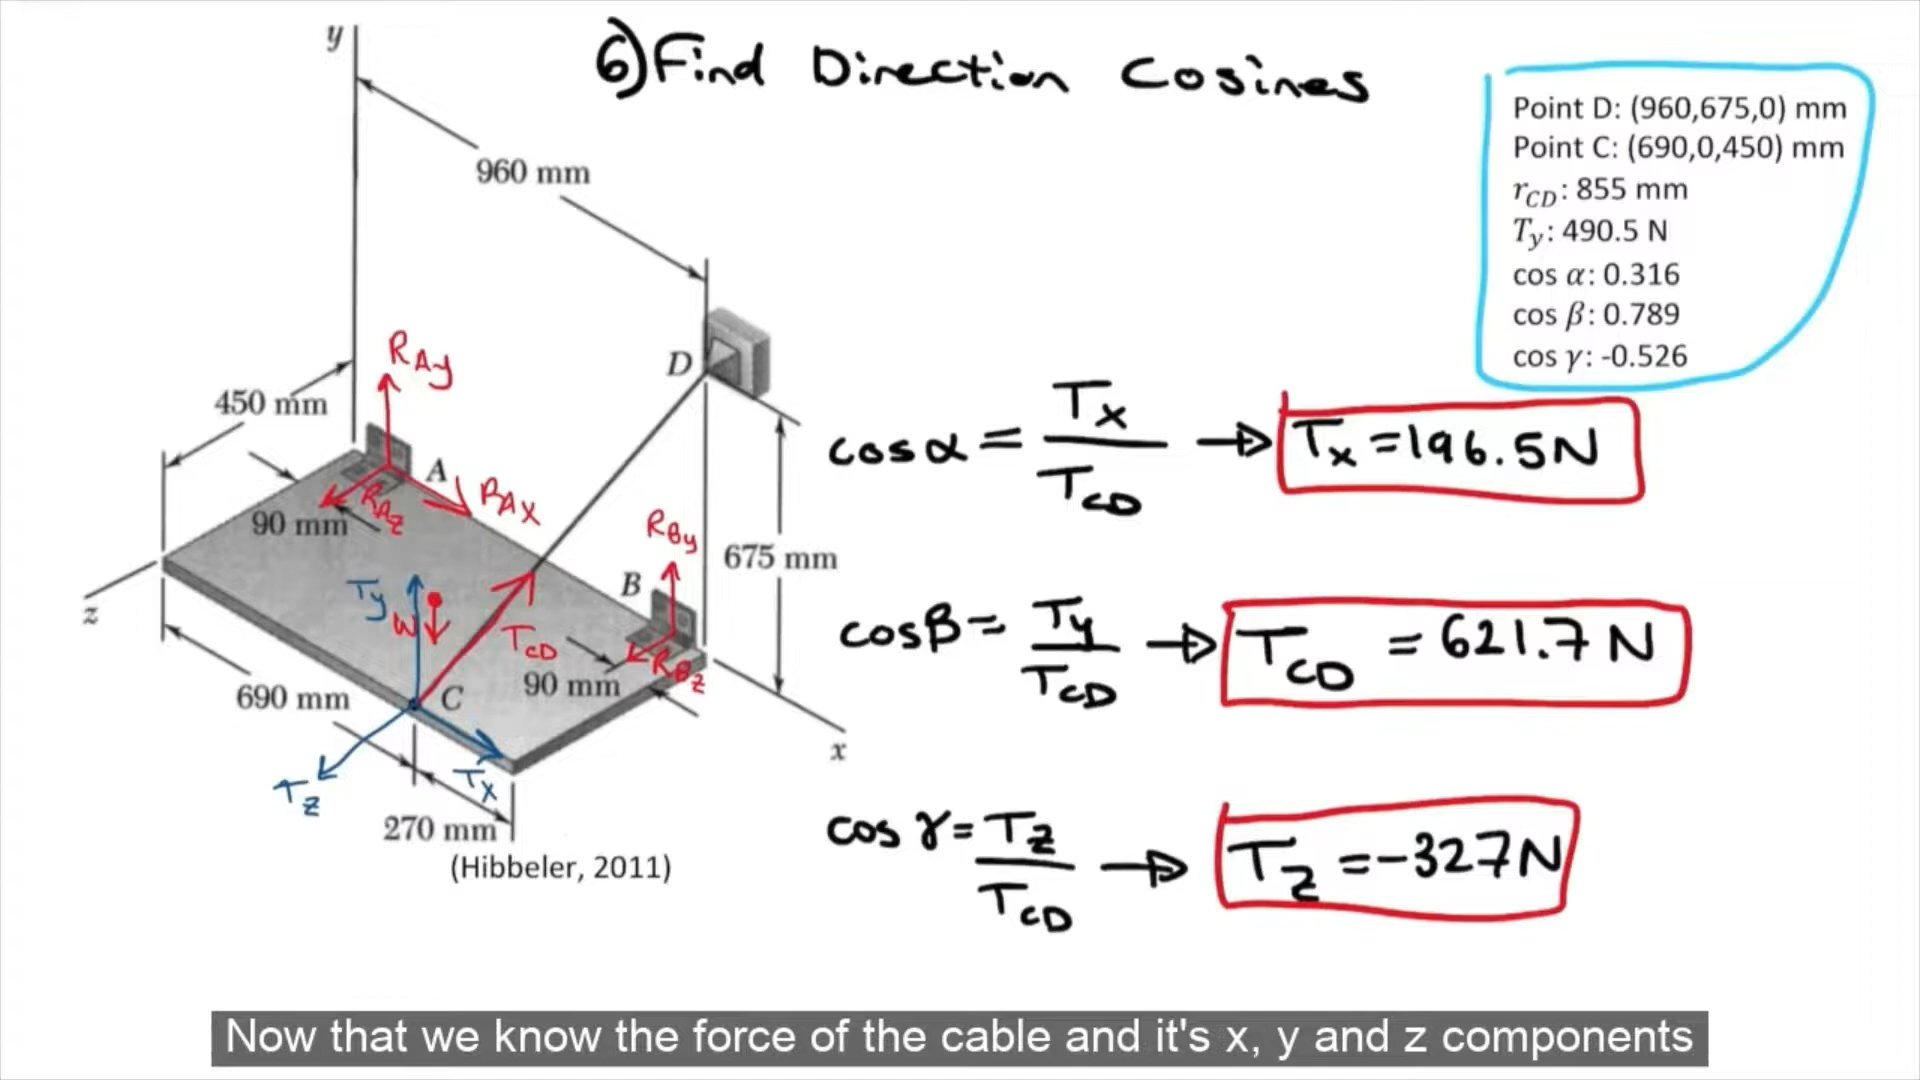 6) Find Direction Cosines
y
960 mm
Point D: (960,675,0) mm
Point C: (690,0,450) mm
r_CD: 855 mm
T_y: 490.5 N
cos α: 0.316
cos β: 0.789
cos γ: -0.526
R_Ay
D
450 mm
A
R_Az
R_Ax
90 mm
R_By
675 mm
B
z
T_y
W
T_CD
R_Bz
90 mm
690 mm
C
x
T_z
T_x
270 mm
(Hibbeler, 2011)
cos α = T_x / T_CD → T_x = 196.5 N
cos β = T_y / T_CD → T_CD = 621.7 N
cos γ = T_z / T_CD → T_z = -327 N
Now that we know the force of the cable and it's x, y and z components